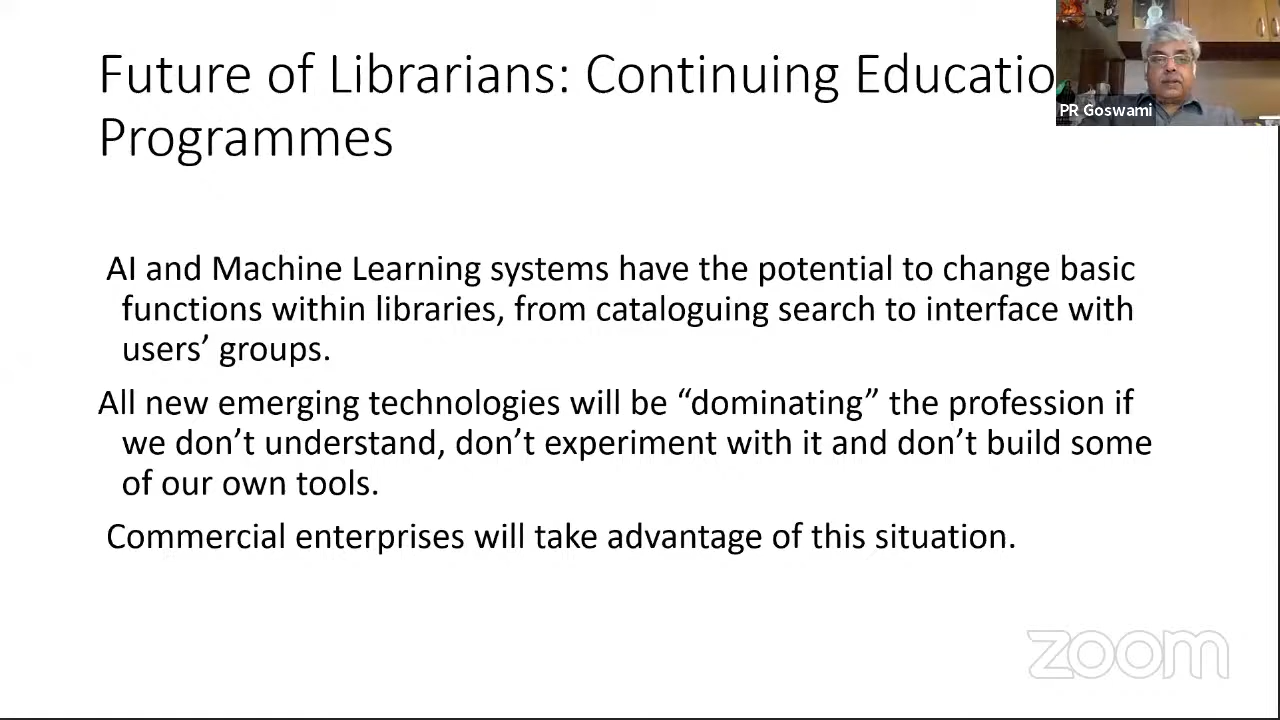 Future of Librarians: Continuing Educatio
Programmes
PR Goswami
AI and Machine Learning systems have the potential to change basic
functions within libraries, from cataloguing search to interface with
users’ groups.
All new emerging technologies will be “dominating” the profession if
we don’t understand, don’t experiment with it and don’t build some
of our own tools.
Commercial enterprises will take advantage of this situation.
zoom